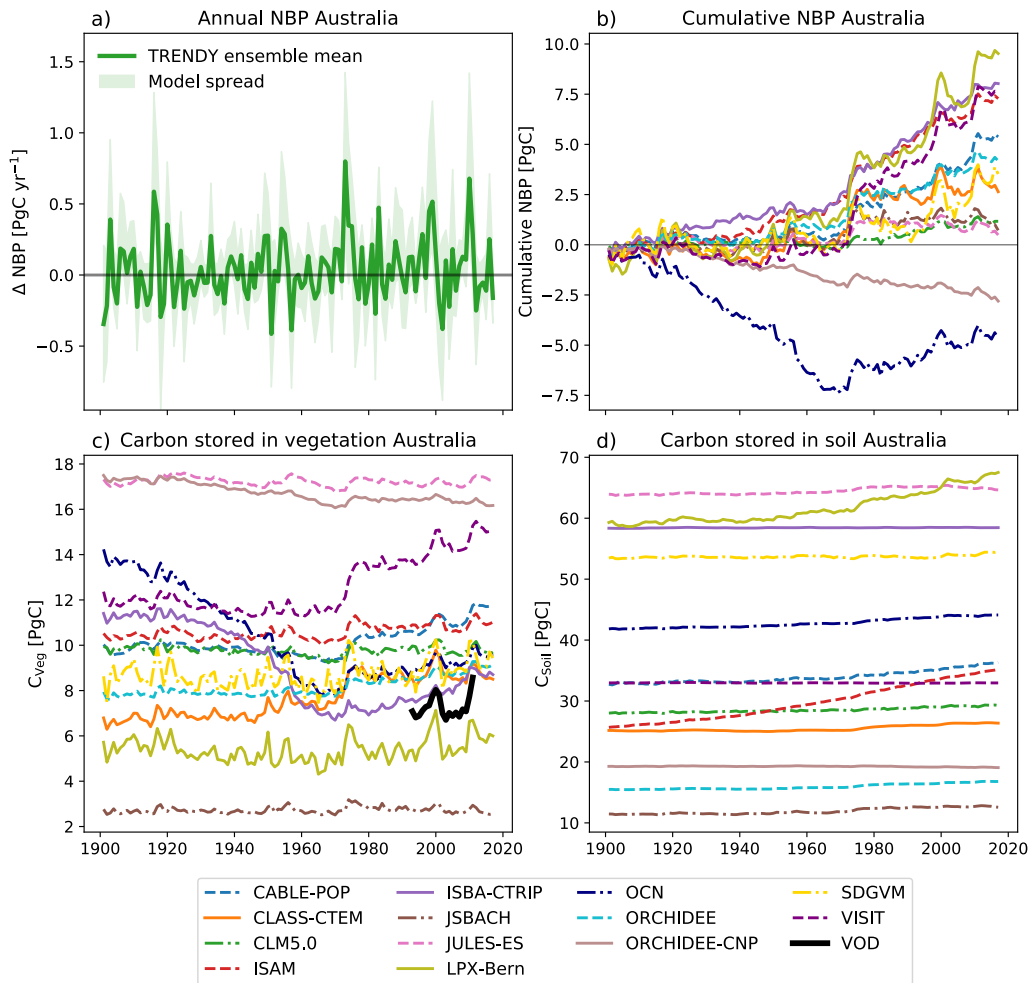 a) Annual NBP Australia
TRENDY ensemble mean
Model spread
Δ NBP [PgC yr⁻¹]
1.5
1.0
0.5
0.0
−0.5
b) Cumulative NBP Australia
Cumulative NBP [PgC]
10.0
7.5
5.0
2.5
0.0
−2.5
−5.0
−7.5
c) Carbon stored in vegetation Australia
C_Veg [PgC]
18
16
14
12
10
8
6
4
2
1900 1920 1940 1960 1980 2000 2020
d) Carbon stored in soil Australia
C_Soil [PgC]
70
60
50
40
30
20
10
1900 1920 1940 1960 1980 2000 2020
CABLE-POP ISBA-CTRIP OCN SDGVM
CLASS-CTEM JSBACH ORCHIDEE VISIT
CLM5.0 JULES-ES ORCHIDEE-CNP VOD
ISAM LPX-Bern